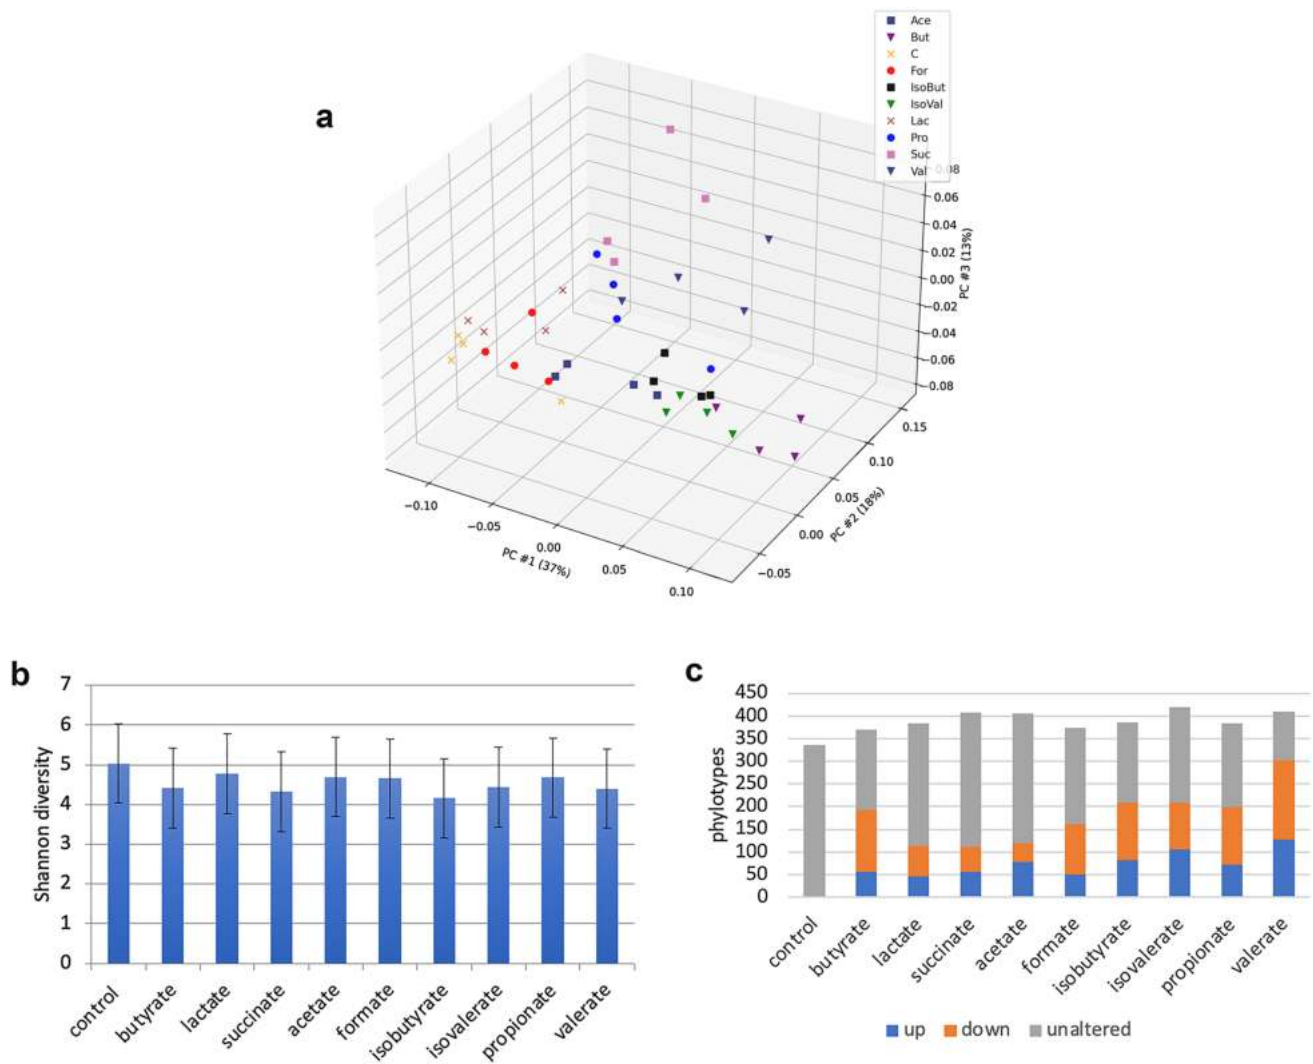 a
Ace
But
C
For
IsoBut
IsoVal
Lac
Pro
Suc
Val
0.08
0.06
0.04
0.02
0.00
−0.02
−0.04
−0.06
−0.08
PC #3 (13%)
0.15
0.10
0.05
0.00
−0.05
PC #2 (18%)
−0.10
−0.05
0.00
0.05
0.10
PC #1 (37%)
b
7
6
5
4
3
2
1
0
Shannon diversity
control
butyrate
lactate
succinate
acetate
formate
isobutyrate
isovalerate
propionate
valerate
c
450
400
350
300
250
200
150
100
50
0
phylotypes
control
butyrate
lactate
succinate
acetate
formate
isobutyrate
isovalerate
propionate
valerate
up down unaltered